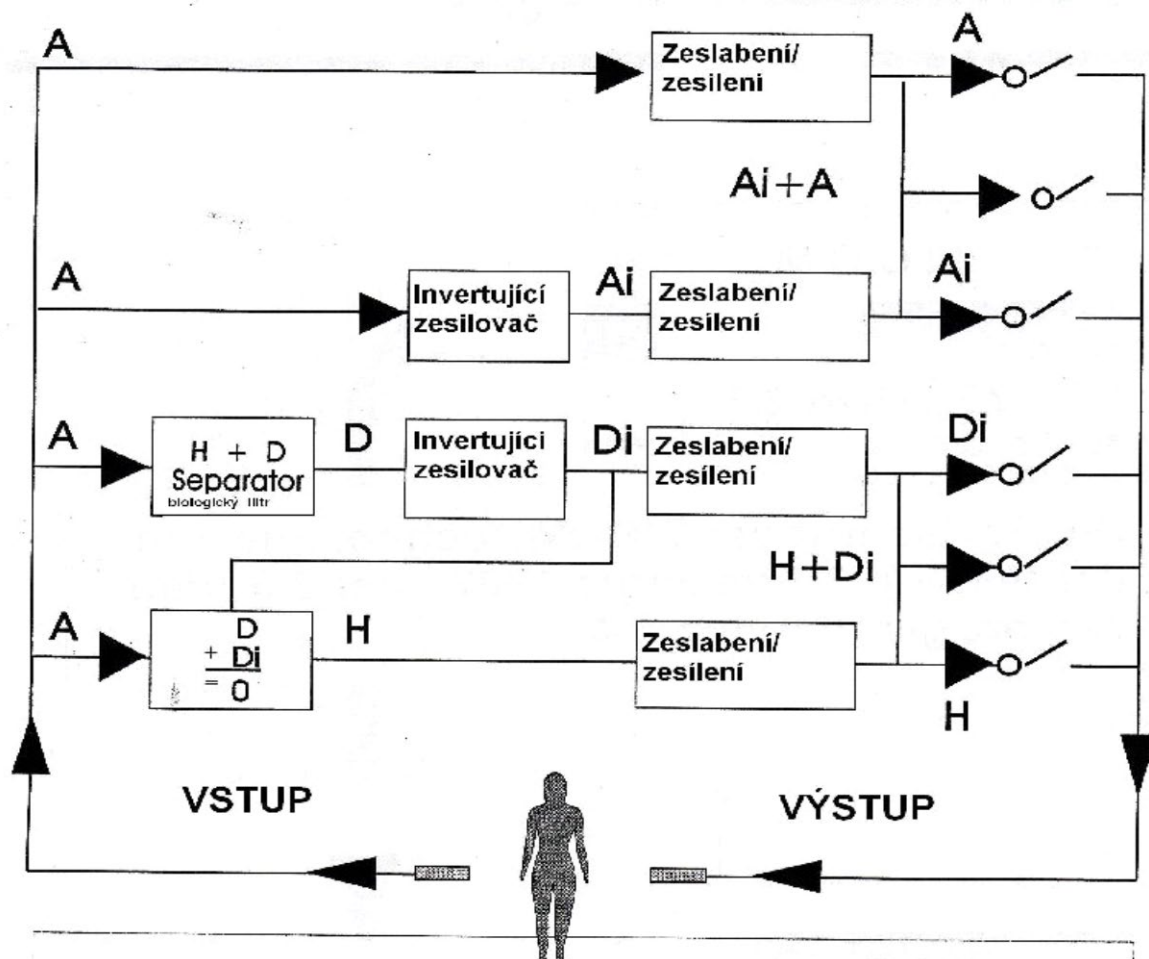 A
Zeslabení/
zesílení
A
Ai+A
A
Invertující
zesilovač
Ai
Zeslabení/
zesílení
Ai
A
H + D
Separator
biologický filtr
D
Invertující
zesilovač
Di
Zeslabení/
zesílení
Di
H+Di
A
D
+ Di
= 0
H
Zeslabení/
zesílení
H
VSTUP
VÝSTUP